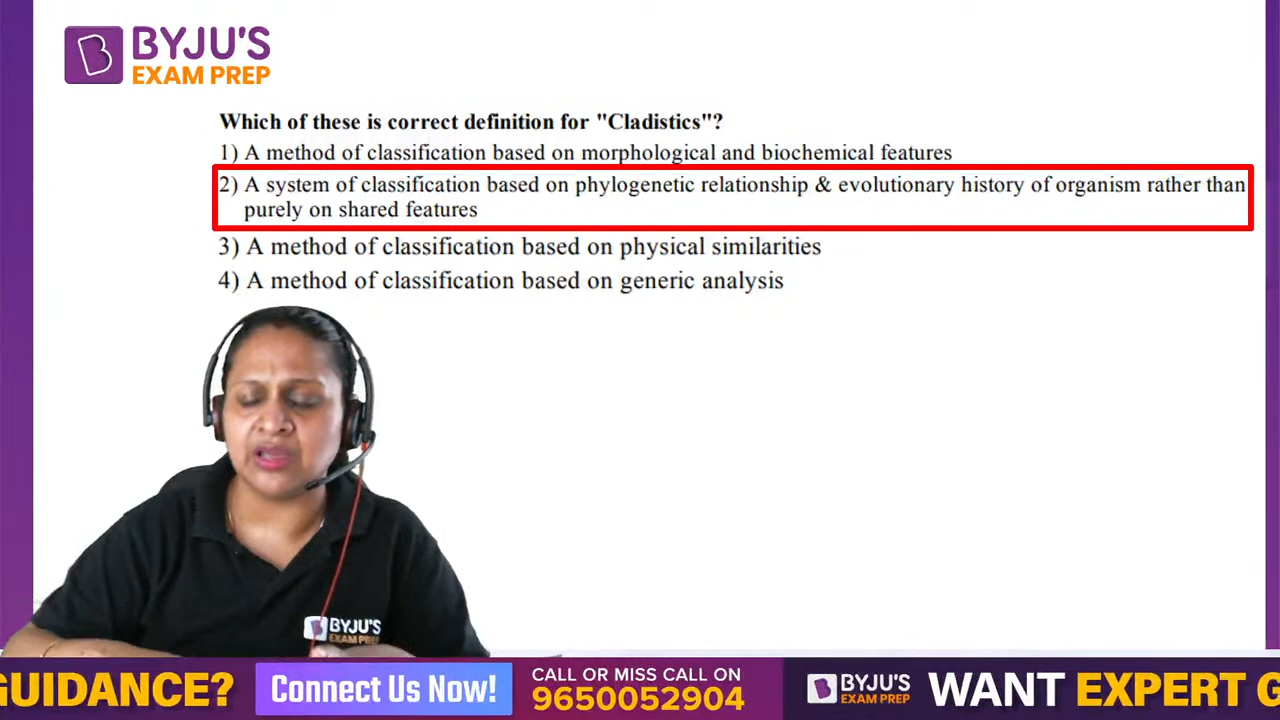 BYJU'S
EXAM PREP
Which of these is correct definition for "Cladistics"?
1) A method of classification based on morphological and biochemical features
2) A system of classification based on phylogenetic relationship & evolutionary history of organism rather than
purely on shared features
3) A method of classification based on physical similarities
4) A method of classification based on generic analysis
BYJU'S
EXAM PREP
GUIDANCE?
Connect Us Now!
CALL OR MISS CALL ON
9650052904
BYJU'S
EXAM PREP
WANT EXPERT G